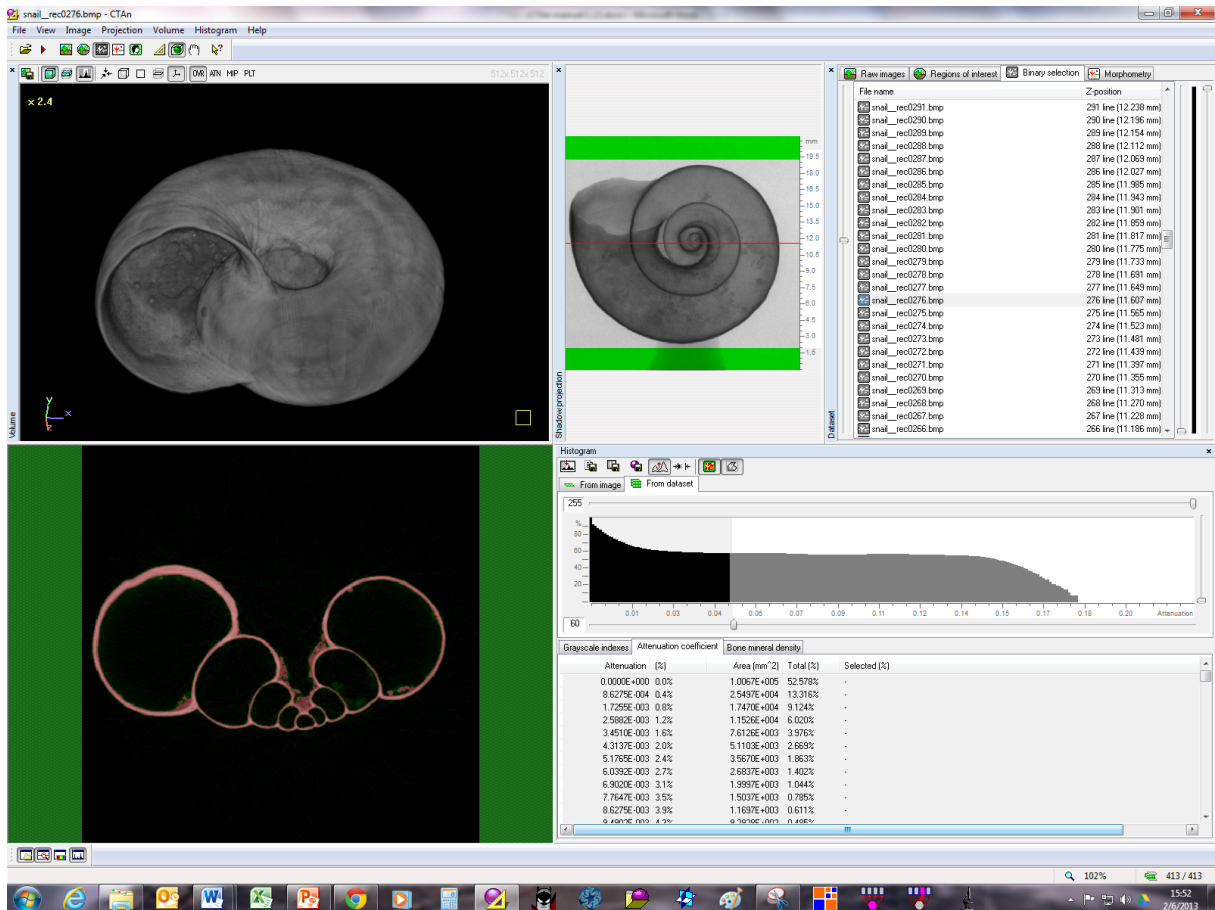 snail__rec0276.bmp - CTAn
File View Image Projection Volume Histogram Help
OVR ATN MIP PLT
512x 512x 512
x 2.4
y
x
z
Volume
mm
19.5
18.0
16.5
15.0
13.5
12.0
10.5
9.0
7.5
6.0
4.5
3.0
1.5
Shadow projection
Raw images Regions of interest Binary selection Morphometry
File name Z-position
snail__rec0291.bmp 291 line (12.238 mm)
snail__rec0290.bmp 290 line (12.196 mm)
snail__rec0289.bmp 289 line (12.154 mm)
snail__rec0288.bmp 288 line (12.112 mm)
snail__rec0287.bmp 287 line (12.069 mm)
snail__rec0286.bmp 286 line (12.027 mm)
snail__rec0285.bmp 285 line (11.985 mm)
snail__rec0284.bmp 284 line (11.943 mm)
snail__rec0283.bmp 283 line (11.901 mm)
snail__rec0282.bmp 282 line (11.859 mm)
snail__rec0281.bmp 281 line (11.817 mm)
snail__rec0280.bmp 280 line (11.775 mm)
snail__rec0279.bmp 279 line (11.733 mm)
snail__rec0278.bmp 278 line (11.691 mm)
snail__rec0277.bmp 277 line (11.649 mm)
snail__rec0276.bmp 276 line (11.607 mm)
snail__rec0275.bmp 275 line (11.565 mm)
snail__rec0274.bmp 274 line (11.523 mm)
snail__rec0273.bmp 273 line (11.481 mm)
snail__rec0272.bmp 272 line (11.439 mm)
snail__rec0271.bmp 271 line (11.397 mm)
snail__rec0270.bmp 270 line (11.355 mm)
snail__rec0269.bmp 269 line (11.313 mm)
snail__rec0268.bmp 268 line (11.270 mm)
snail__rec0267.bmp 267 line (11.228 mm)
snail__rec0266.bmp 266 line (11.186 mm)
Dataset
Histogram
From image From dataset
255
%
80
60
40
20
0.01 0.03 0.04 0.06 0.07 0.09 0.10 0.12 0.13 0.14 0.16 0.17 0.18 0.20 Attenuation
60
Grayscale indexes Attenuation coefficient Bone mineral density
Attenuation (%) Area (mm^2) Total (%) Selected (%)
0.0000E+000 0.0% 1.0067E+005 52.578% -
8.6275E-004 0.4% 2.5497E+004 13.316% -
1.7255E-003 0.8% 1.7470E+004 9.124% -
2.5882E-003 1.2% 1.1526E+004 6.020% -
3.4510E-003 1.6% 7.6126E+003 3.976% -
4.3137E-003 2.0% 5.1103E+003 2.669% -
5.1765E-003 2.4% 3.5670E+003 1.863% -
6.0392E-003 2.7% 2.6837E+003 1.402% -
6.9020E-003 3.1% 1.9997E+003 1.044% -
7.7647E-003 3.5% 1.5037E+003 0.785% -
8.6275E-003 3.9% 1.1697E+003 0.611% -
102% 413 / 413
15:52
2/6/2013